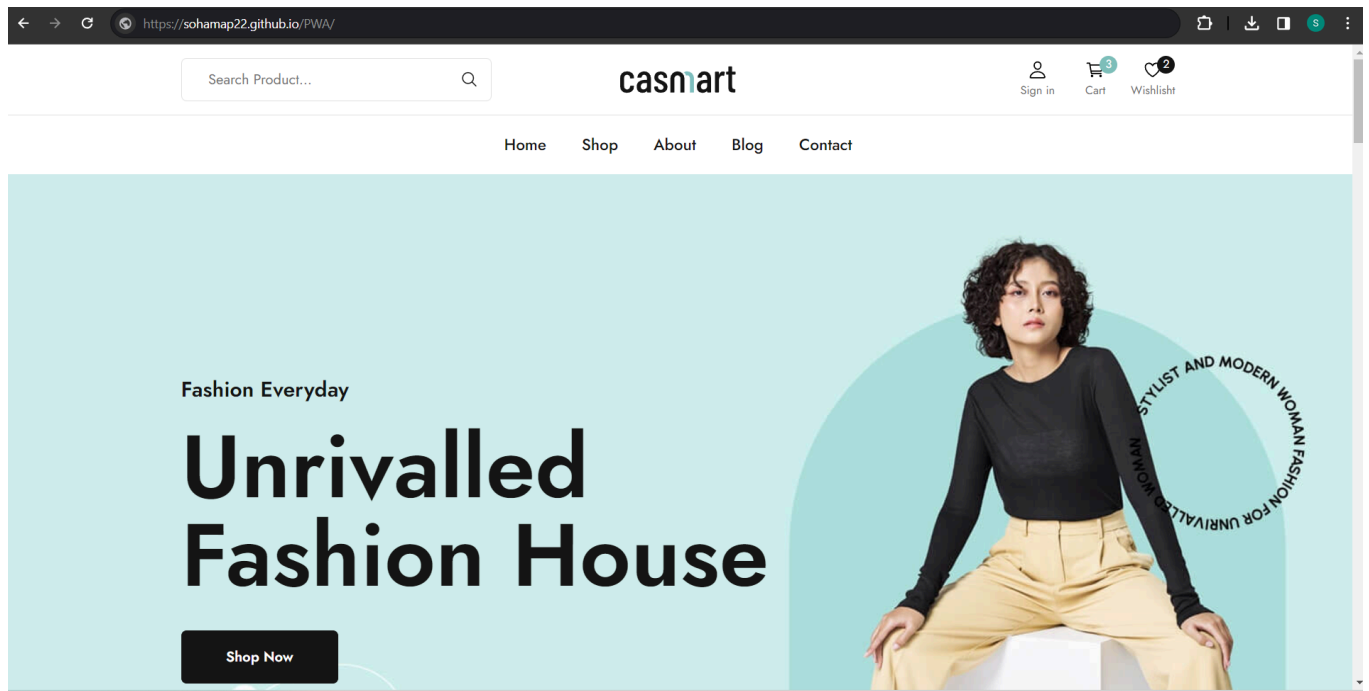 https://sohamap22.github.io/PWA/
S
Search Product...
casmart
3
2
Sign in
Cart
Wishlisht
Home
Shop
About
Blog
Contact
Fashion Everyday
Unrivalled
Fashion House
STYLIST AND MODERN WOMAN FASHION FOR UNRIVALLED WOMAN
Shop Now